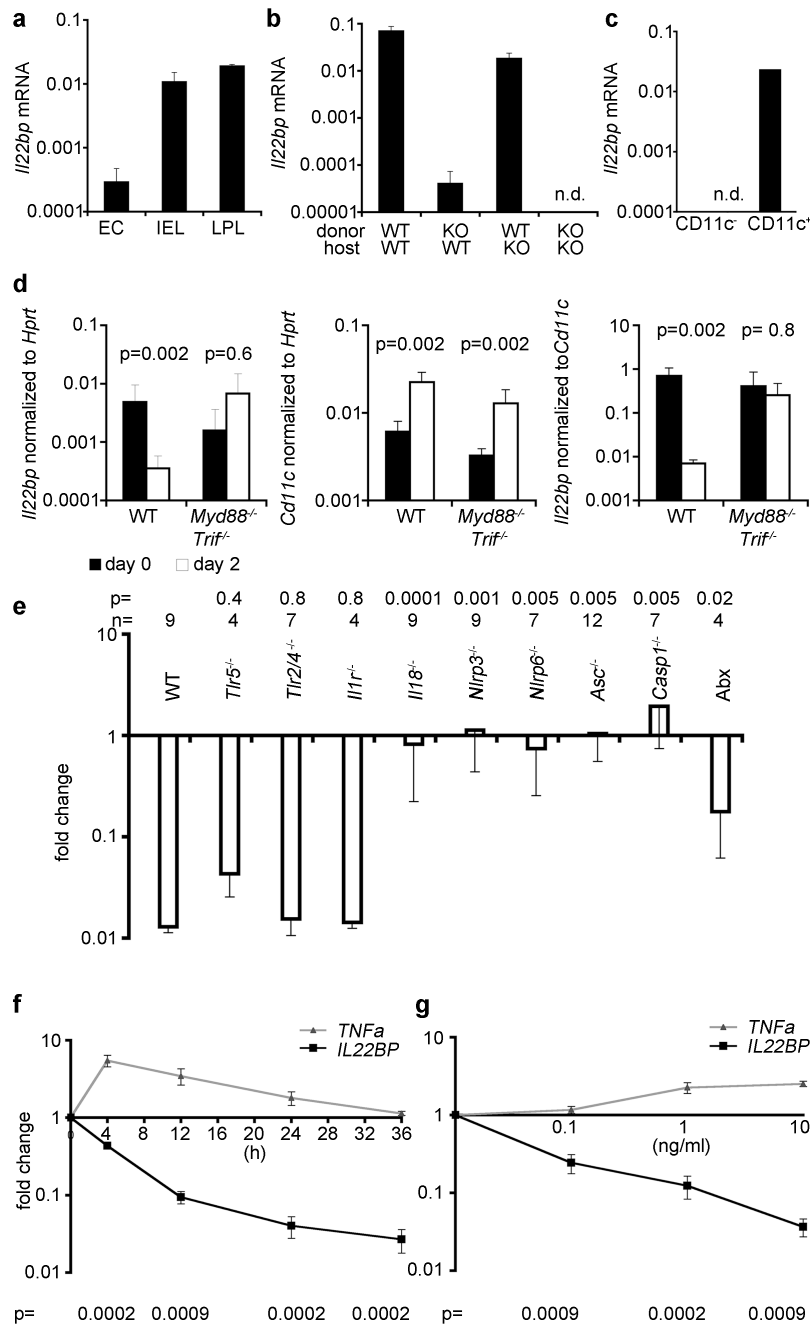 a
Il22bp mRNA
0.1
0.01
0.001
0.0001
EC IEL LPL
b
Il22bp mRNA
0.1
0.01
0.001
0.0001
0.00001
n.d.
donor WT KO WT KO
host WT WT KO KO
c
Il22bp mRNA
0.1
0.01
0.001
0.0001
n.d.
CD11c- CD11c+
d
Il22bp normalized to Hprt
0.1
0.01
0.001
0.0001
p=0.002 p=0.6
WT Myd88-/-
Trif-/-
Cd11c normalized to Hprt
0.1
0.01
0.001
p=0.002 p=0.002
WT Myd88-/-
Trif-/-
Il22bp normalized toCd11c
10
1
0.1
0.01
0.001
p=0.002 p= 0.8
WT Myd88-/-
Trif-/-
day 0 day 2
e
p= 0.4 0.8 0.8 0.0001 0.001 0.005 0.005 0.005 0.02
n= 9 4 7 4 9 9 7 12 7 4
WT Tlr5-/- Tlr2/4-/- Il1r-/- Il18-/- Nlrp3-/- Nlrp6-/- Asc-/- Casp1-/- Abx
fold change
10
1
0.1
0.01
f
TNFa
IL22BP
fold change
10
1
0.1
0.01
0 4 8 12 16 20 24 28 32 36
(h)
p= 0.0002 0.0009 0.0002 0.0002
g
TNFa
IL22BP
10
1
0.1
0.01
0.1 1 10
(ng/ml)
p= 0.0009 0.0002 0.0009